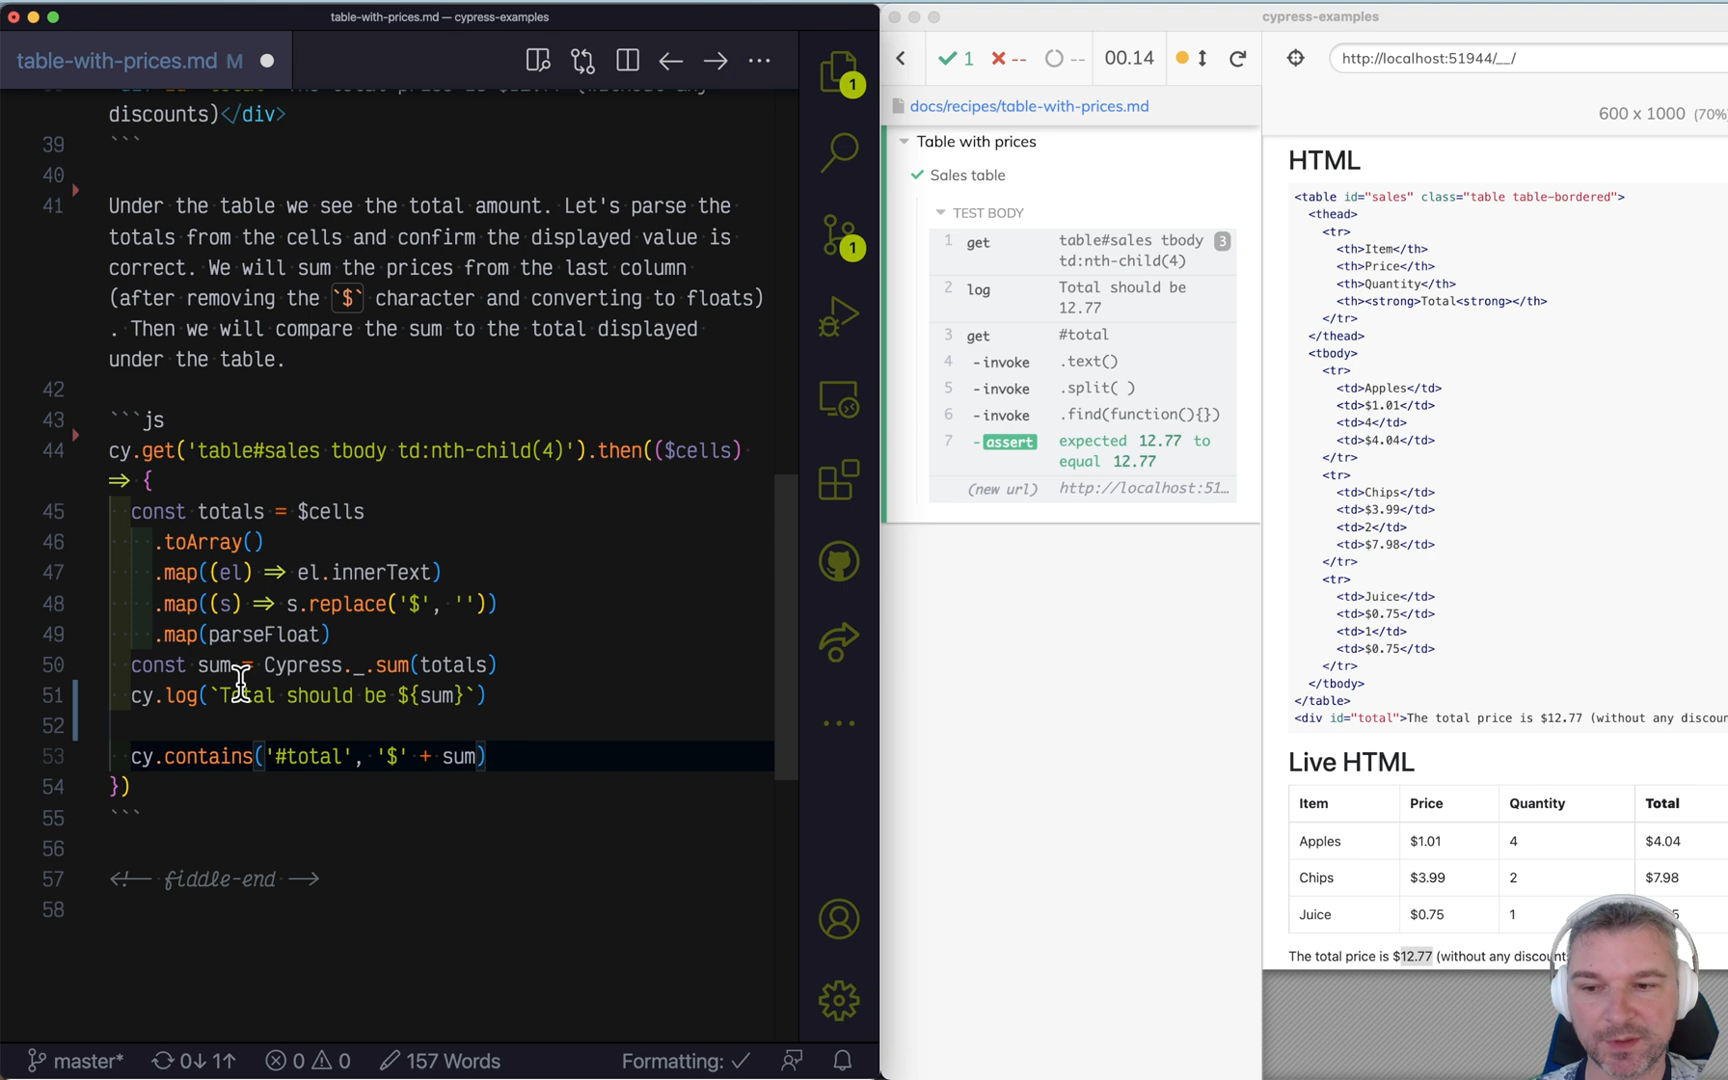 table-with-prices.md — cypress-examples
table-with-prices.md M
discounts)</div>
39 ```
40
41 Under the table we see the total amount. Let's parse the
totals from the cells and confirm the displayed value is
correct. We will sum the prices from the last column
(after removing the `$` character and converting to floats)
. Then we will compare the sum to the total displayed
under the table.
42
43 ```js
44 cy.get('table#sales tbody td:nth-child(4)').then(($cells)
=> {
45 const totals = $cells
46 .toArray()
47 .map((el) => el.innerText)
48 .map((s) => s.replace('$', ''))
49 .map(parseFloat)
50 const sum = Cypress._.sum(totals)
51 cy.log(`Total should be ${sum}`)
52
53 cy.contains('#total', '$' + sum)
54 })
55 ```
56
57 <!-- fiddle-end -->
58
1
1
master* 0↓ 1↑ 0 0 157 Words Formatting: ✓
cypress-examples
1 -- -- 00.14
http://localhost:51944/__/
docs/recipes/table-with-prices.md
600 x 1000 (70%
Table with prices
Sales table
TEST BODY
1 get table#sales tbody 3
td:nth-child(4)
2 log Total should be
12.77
3 get #total
4 -invoke .text()
5 -invoke .split( )
6 -invoke .find(function(){})
7 -assert expected 12.77 to
equal 12.77
(new url) http://localhost:51...
HTML
<table id="sales" class="table table-bordered">
<thead>
<tr>
<th>Item</th>
<th>Price</th>
<th>Quantity</th>
<th><strong>Total<strong></th>
</tr>
</thead>
<tbody>
<tr>
<td>Apples</td>
<td>$1.01</td>
<td>4</td>
<td>$4.04</td>
</tr>
<tr>
<td>Chips</td>
<td>$3.99</td>
<td>2</td>
<td>$7.98</td>
</tr>
<tr>
<td>Juice</td>
<td>$0.75</td>
<td>1</td>
<td>$0.75</td>
</tr>
</tbody>
</table>
<div id="total">The total price is $12.77 (without any discoun
Live HTML
Item Price Quantity Total
Apples $1.01 4 $4.04
Chips $3.99 2 $7.98
Juice $0.75 1
The total price is $12.77 (without any discount